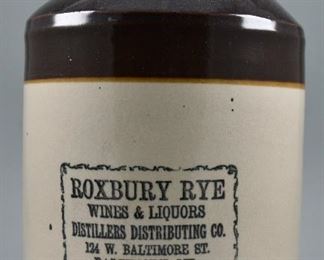 ROXBURY RYE
WINES & LIQUORS
DISTILLERS DISTRIBUTING CO.
124 W. BALTIMORE ST.